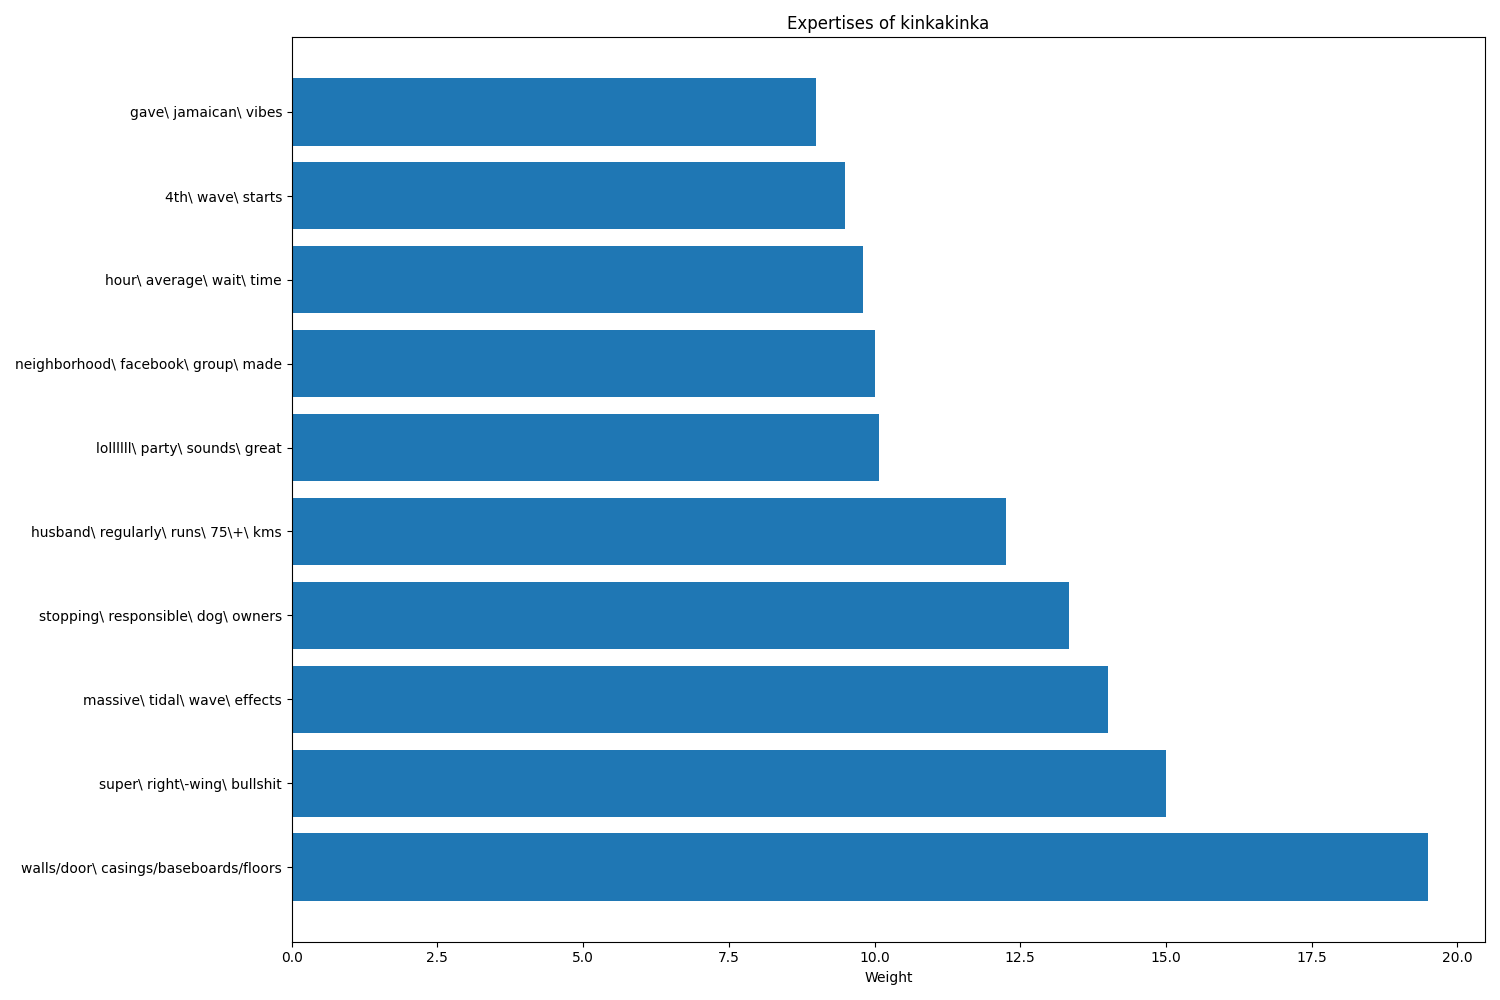 Expertises of kinkakinka
gave\ jamaican\ vibes
4th\ wave\ starts
hour\ average\ wait\ time
neighborhood\ facebook\ group\ made
lollllll\ party\ sounds\ great
husband\ regularly\ runs\ 75\+\ kms
stopping\ responsible\ dog\ owners
massive\ tidal\ wave\ effects
super\ right\-wing\ bullshit
walls/door\ casings/baseboards/floors
0.0 2.5 5.0 7.5 10.0 12.5 15.0 17.5 20.0
Weight